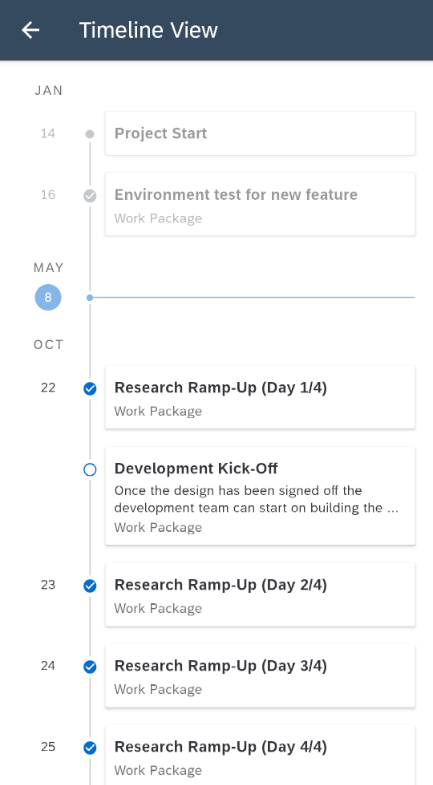 Timeline View
JAN
14
Project Start
16
Environment test for new feature
Work Package
MAY
8
OCT
22
Research Ramp-Up (Day 1/4)
Work Package
Development Kick-Off
Once the design has been signed off the
development team can start on building the ...
Work Package
23
Research Ramp-Up (Day 2/4)
Work Package
24
Research Ramp-Up (Day 3/4)
Work Package
25
Research Ramp-Up (Day 4/4)
Work Package